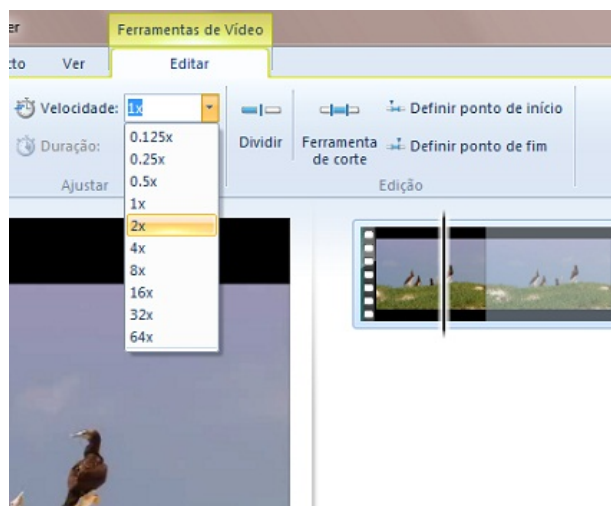 er
Ferramentas de Vídeo
cto Ver Editar
Velocidade: 1x
Duração:
0.125x
0.25x
0.5x
1x
2x
4x
8x
16x
32x
64x
Ajustar
Dividir
Ferramenta
de corte
Definir ponto de início
Definir ponto de fim
Edição